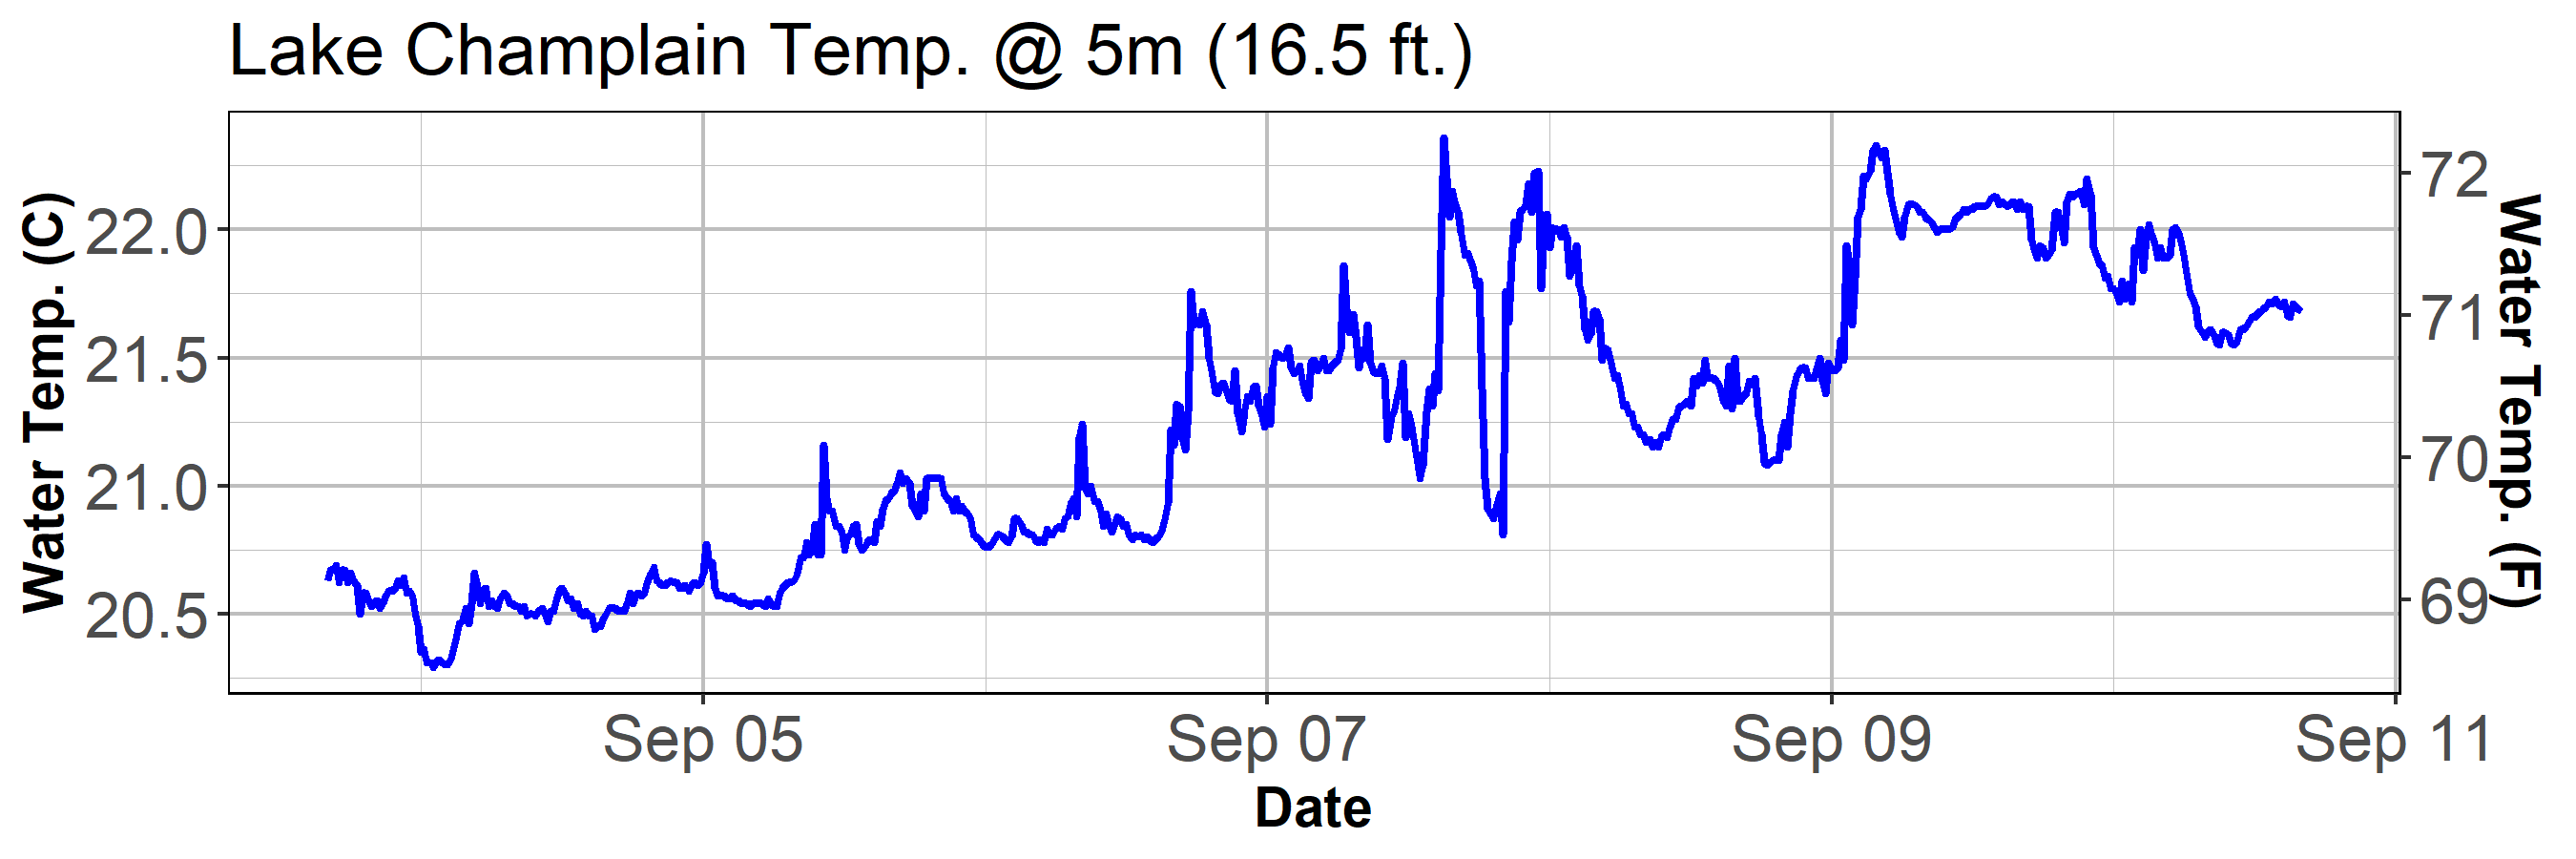 Lake Champlain Temp. @ 5m (16.5 ft.)
Water Temp. (C)
22.0
21.5
21.0
20.5
72
71
70
69
Water Temp. (F)
Sep 05 Sep 07 Sep 09 Sep 11
Date